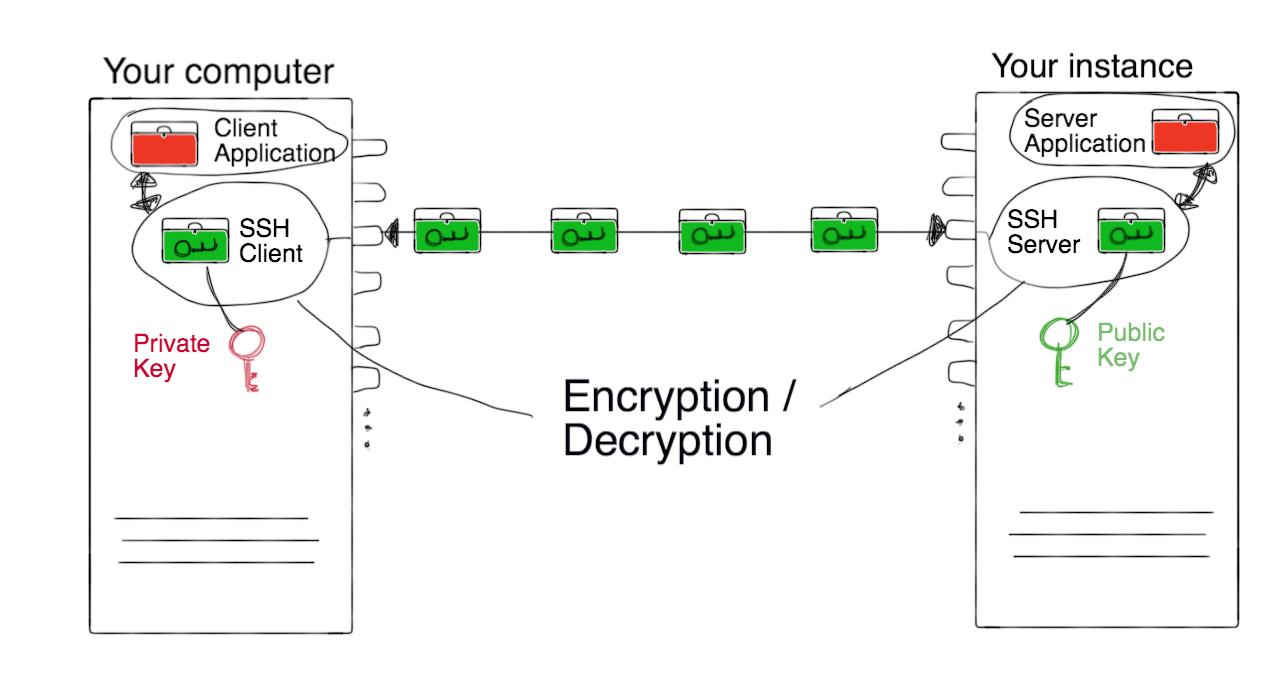 Your computer
Your instance
Client
Application
Server
Application
SSH
Client
SSH
Server
Private
Key
Public
Key
Encryption /
Decryption